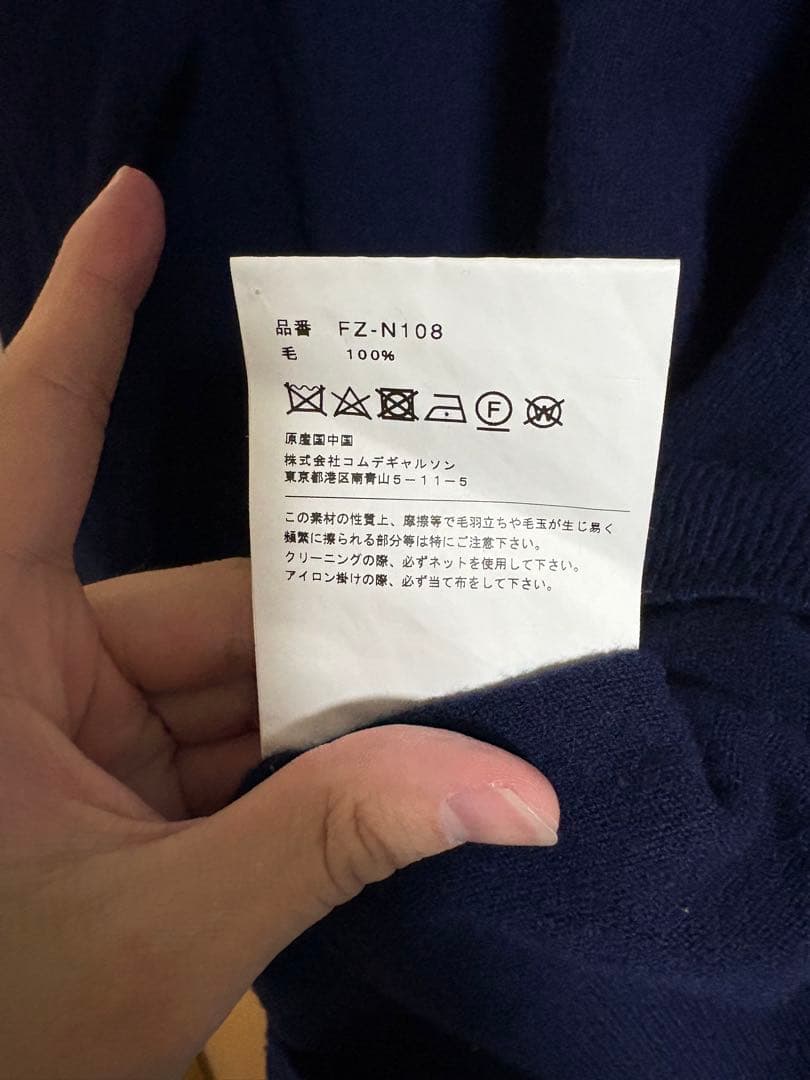 品番 FZ-N108
毛 100%
F W
原産国中国
株式会社コムデギャルソン
東京都港区南青山5-11-5
この素材の性質上、摩擦等で毛羽立ちや毛玉が生じ易く
頻繁に擦られる部分等は特にご注意下さい。
クリーニングの際、必ずネットを使用して下さい。
アイロン掛けの際、必ず当て布をして下さい。